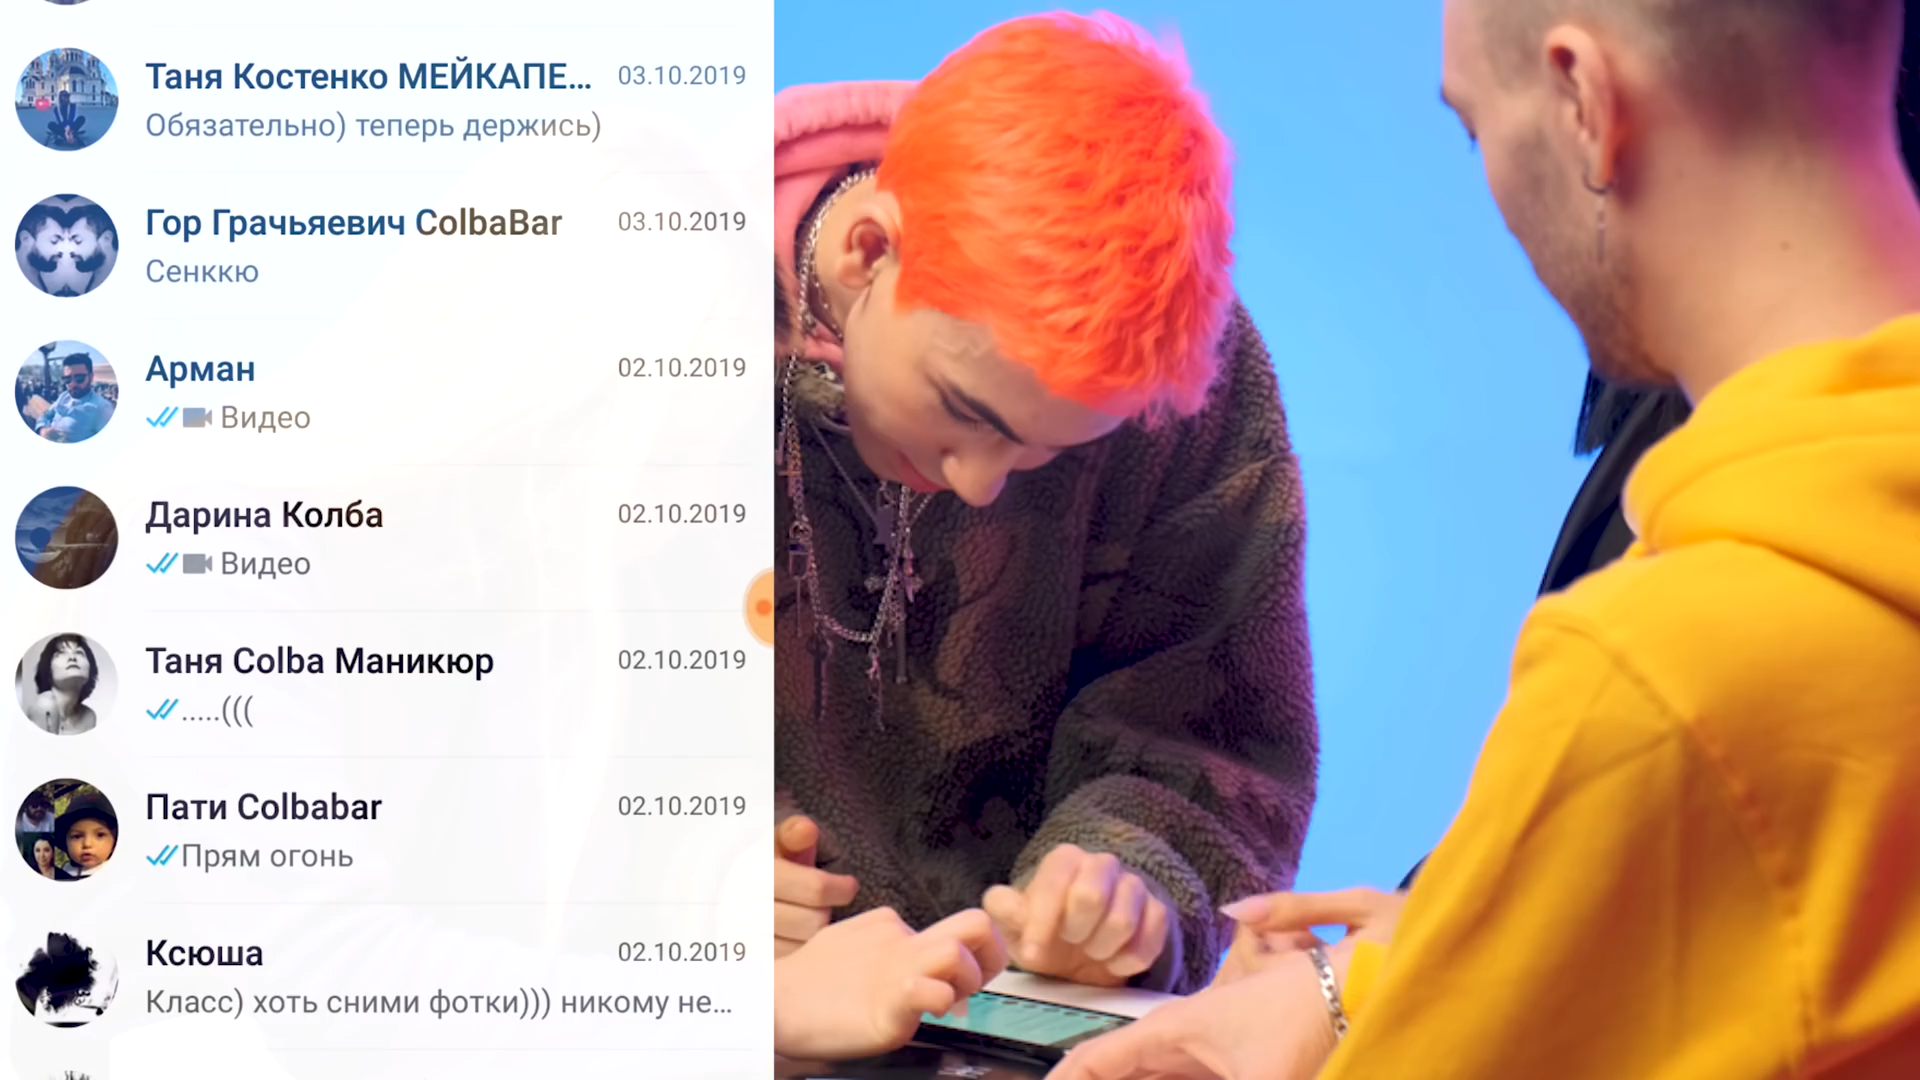 Таня Костенко МЕЙКАПЕ... 03.10.2019
Обязательно) теперь держись)
Гор Грачьяевич ColbaBar 03.10.2019
Сенккю
Арман 02.10.2019
Видео
Дарина Колба 02.10.2019
Видео
Таня Colba Маникюр 02.10.2019
.....(((
Пати Colbabar 02.10.2019
Прям огонь
Ксюша 02.10.2019
Класс) хоть сними фотки))) никому не...